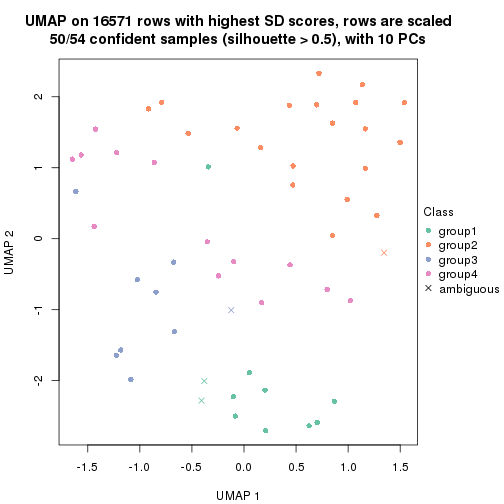 UMAP on 16571 rows with highest SD scores, rows are scaled
50/54 confident samples (silhouette > 0.5), with 10 PCs
2
1
0
-1
-2
UMAP 2
-1.5
-1.0
-0.5
0.0
0.5
1.0
1.5
UMAP 1
Class
group1
group2
group3
group4
ambiguous